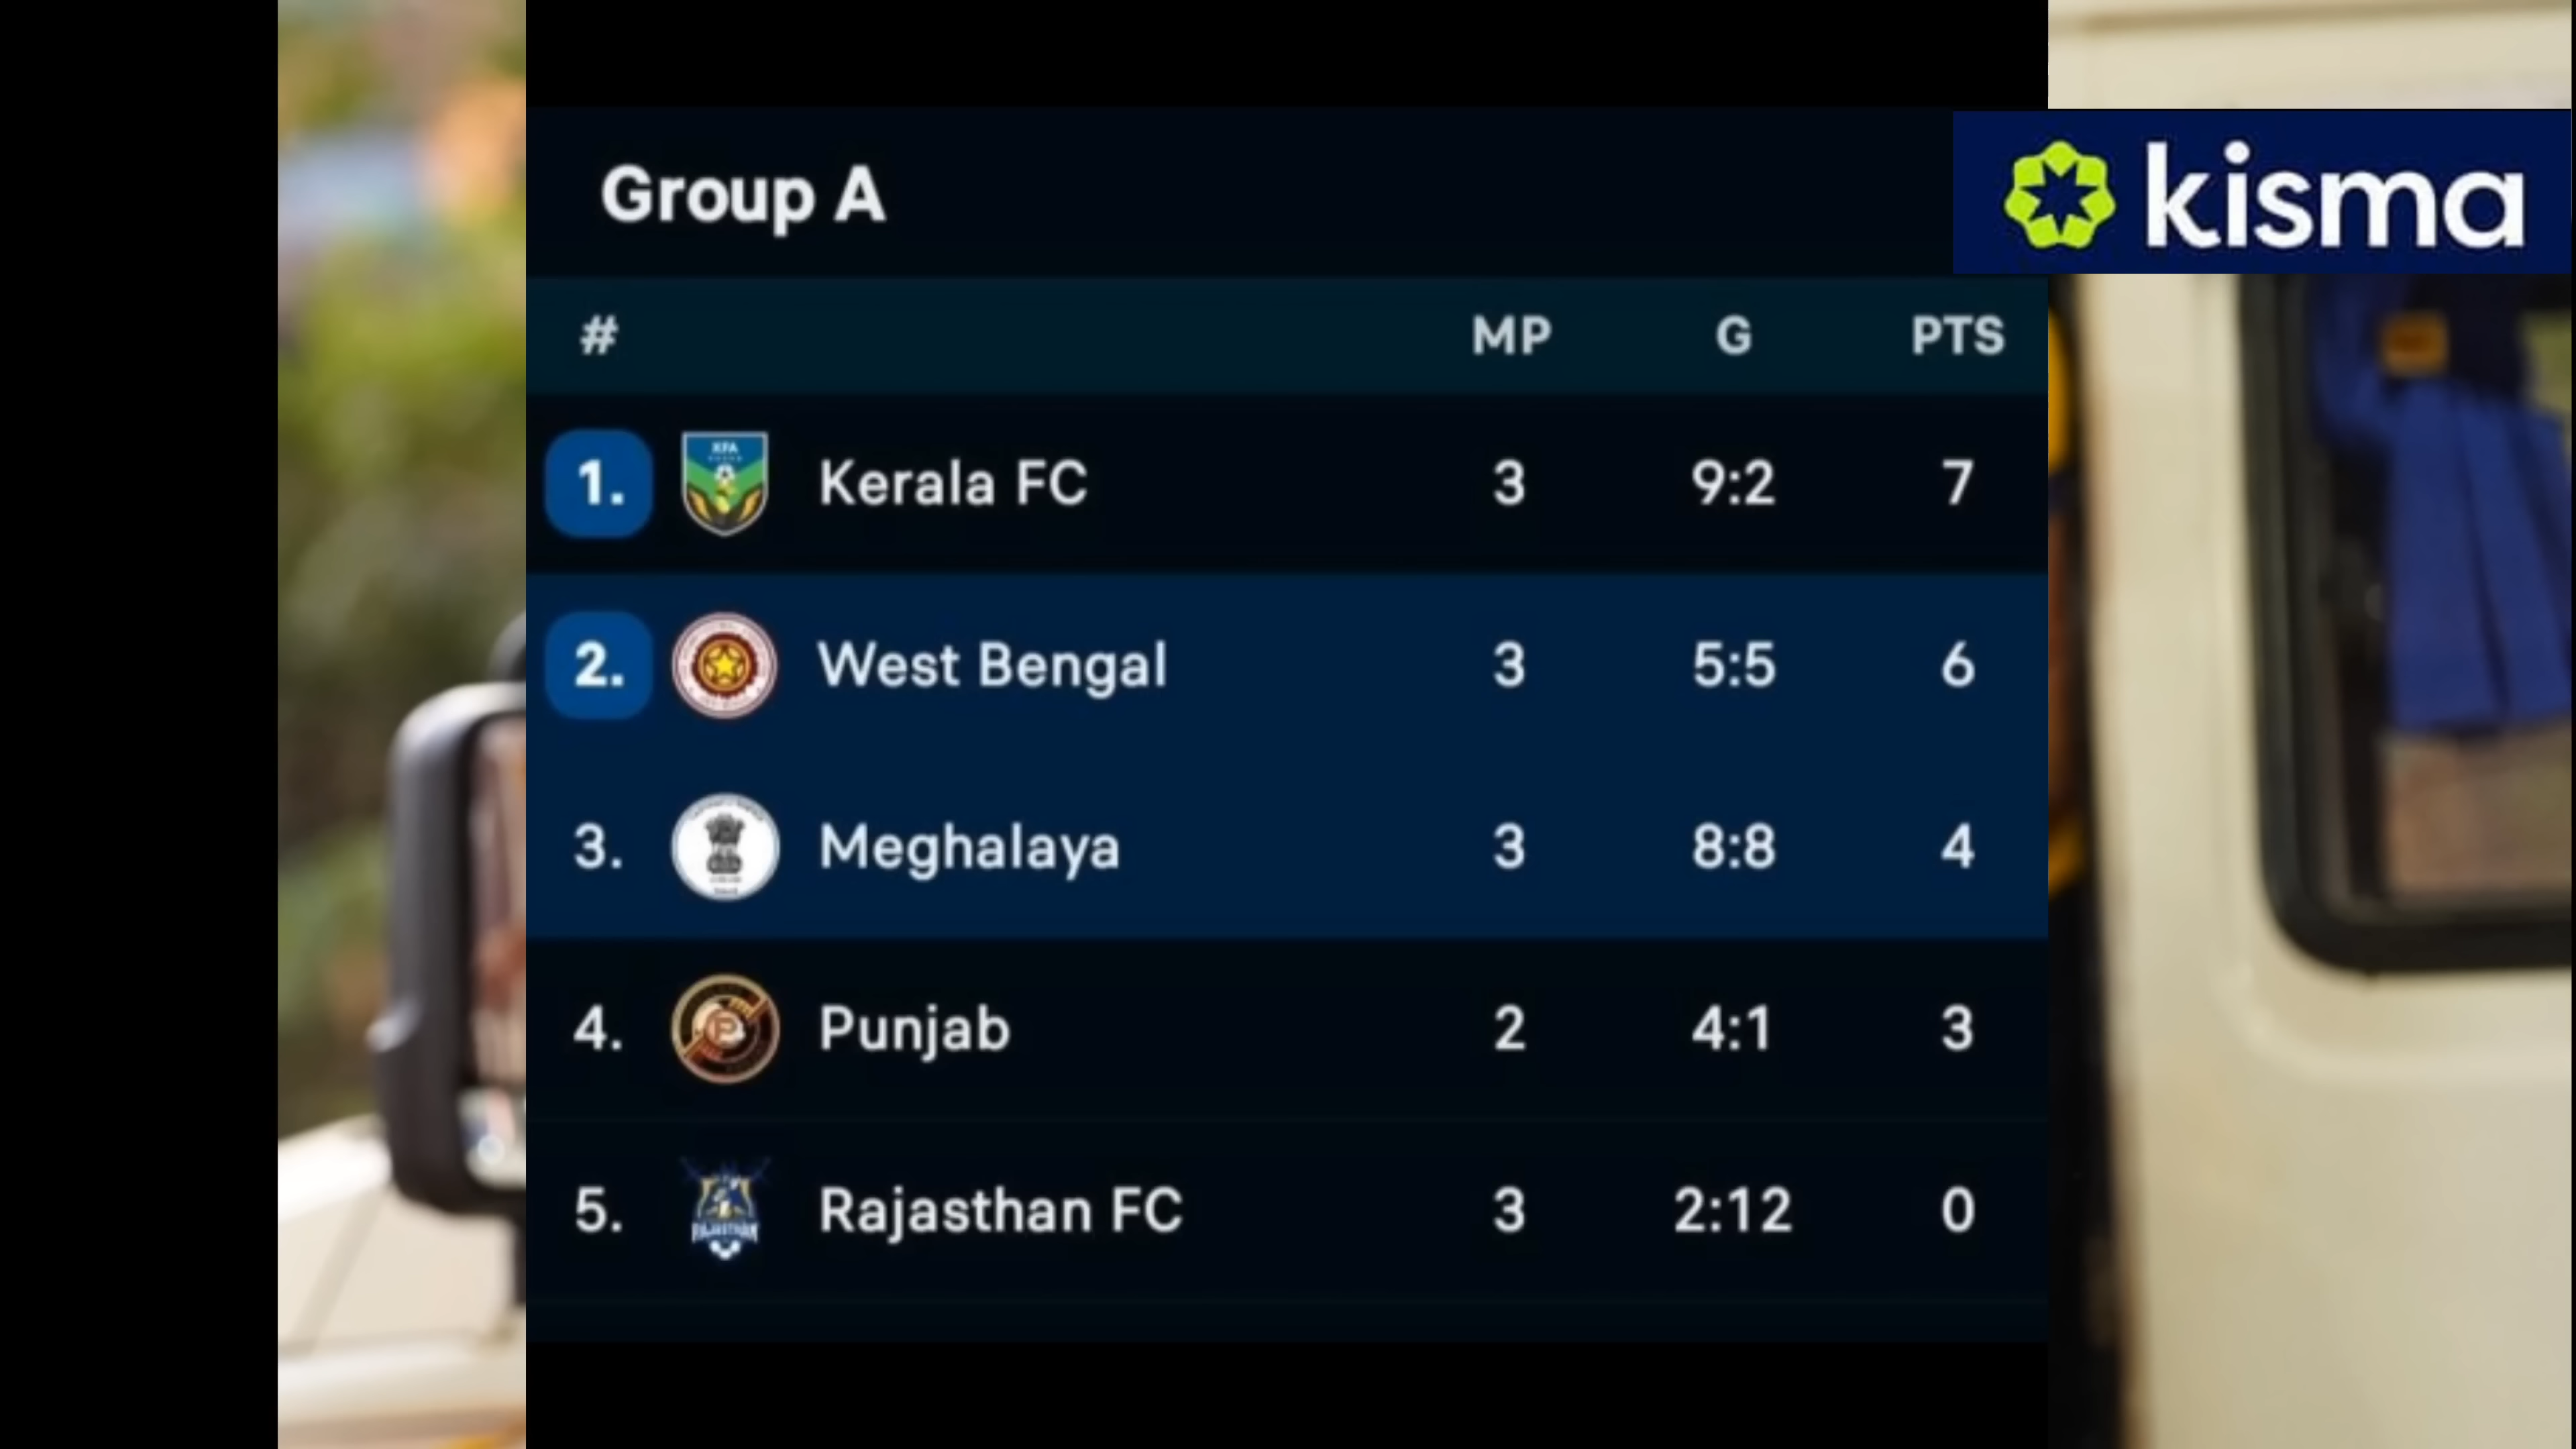 Group A
kisma
# MP G PTS
1. Kerala FC 3 9:2 7
2. West Bengal 3 5:5 6
3. Meghalaya 3 8:8 4
4. Punjab 2 4:1 3
5. RAJASTHAN Rajasthan FC 3 2:12 0